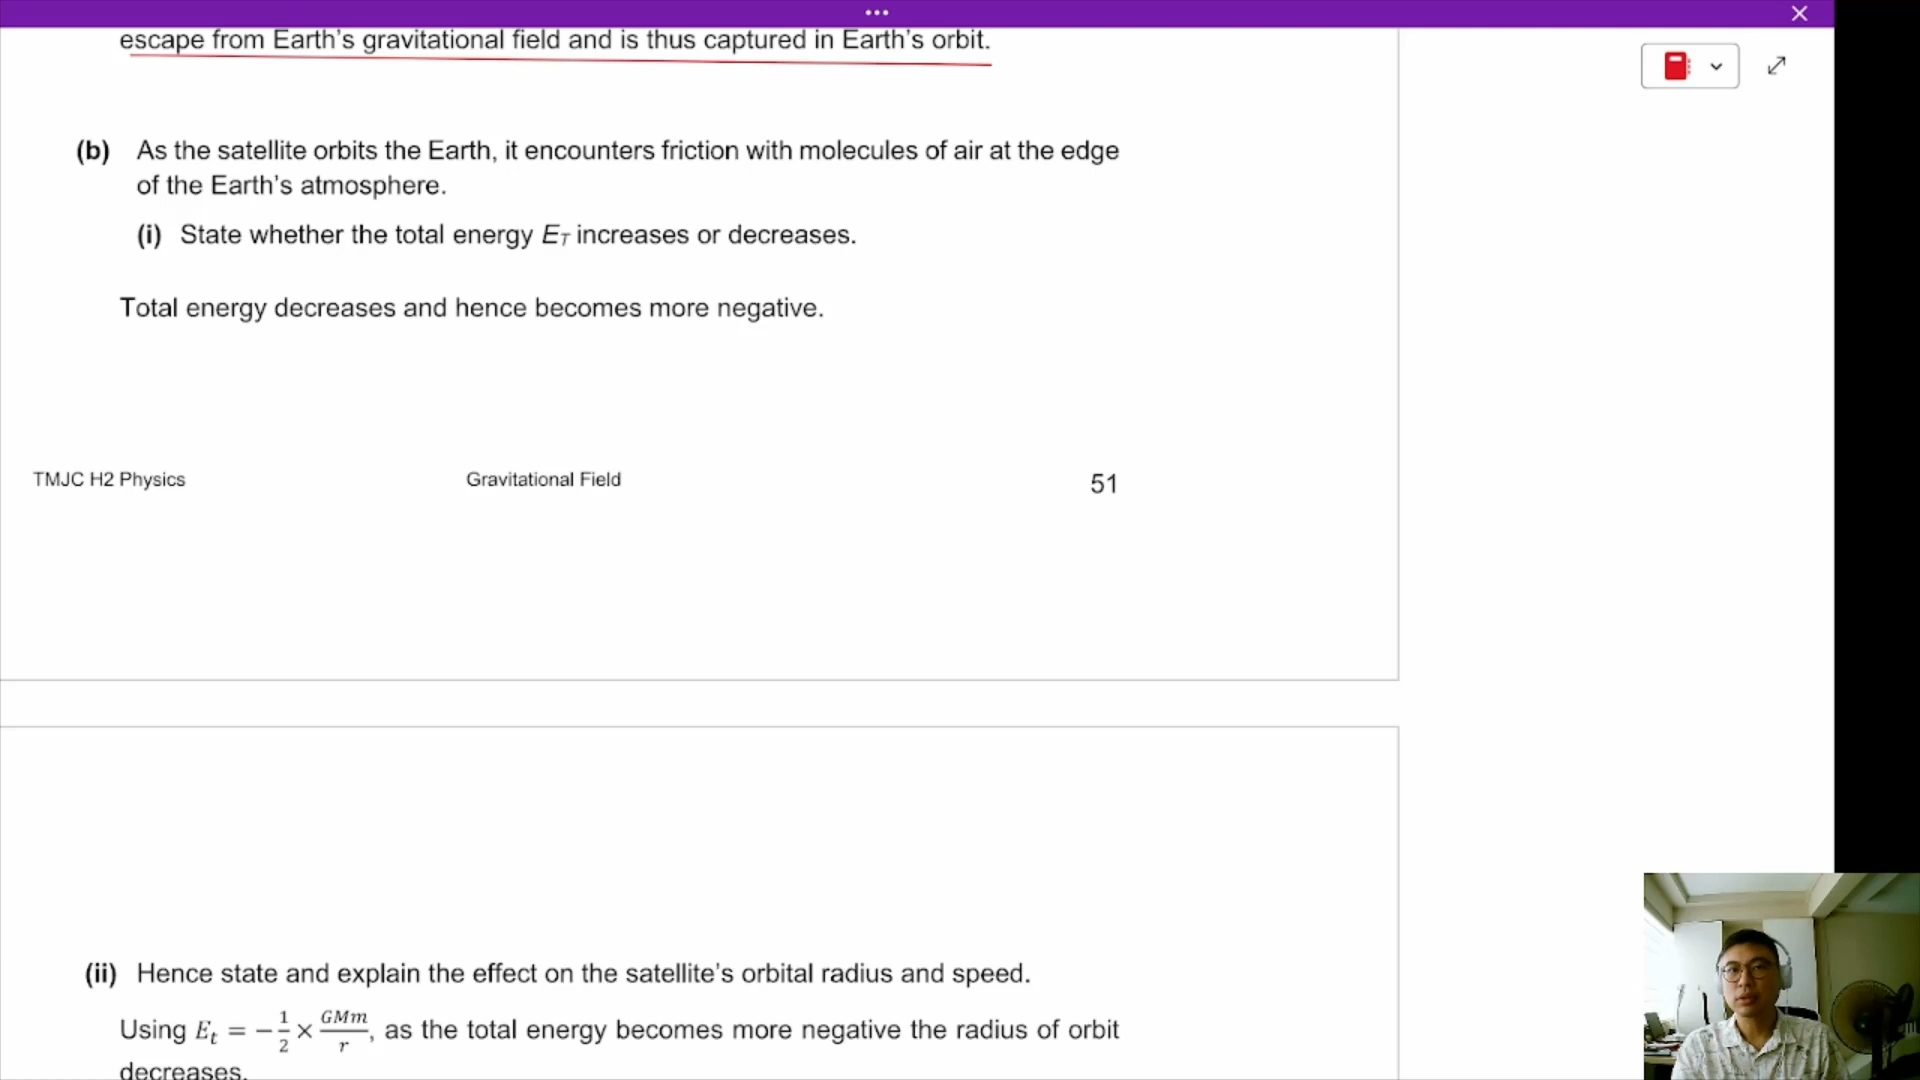 escape from Earth's gravitational field and is thus captured in Earth's orbit.
(b) As the satellite orbits the Earth, it encounters friction with molecules of air at the edge
of the Earth's atmosphere.
(i) State whether the total energy E_T increases or decreases.
Total energy decreases and hence becomes more negative.
TMJC H2 Physics Gravitational Field 51
(ii) Hence state and explain the effect on the satellite's orbital radius and speed.
Using E_t = −1/2 × GMm/r, as the total energy becomes more negative the radius of orbit
decreases.